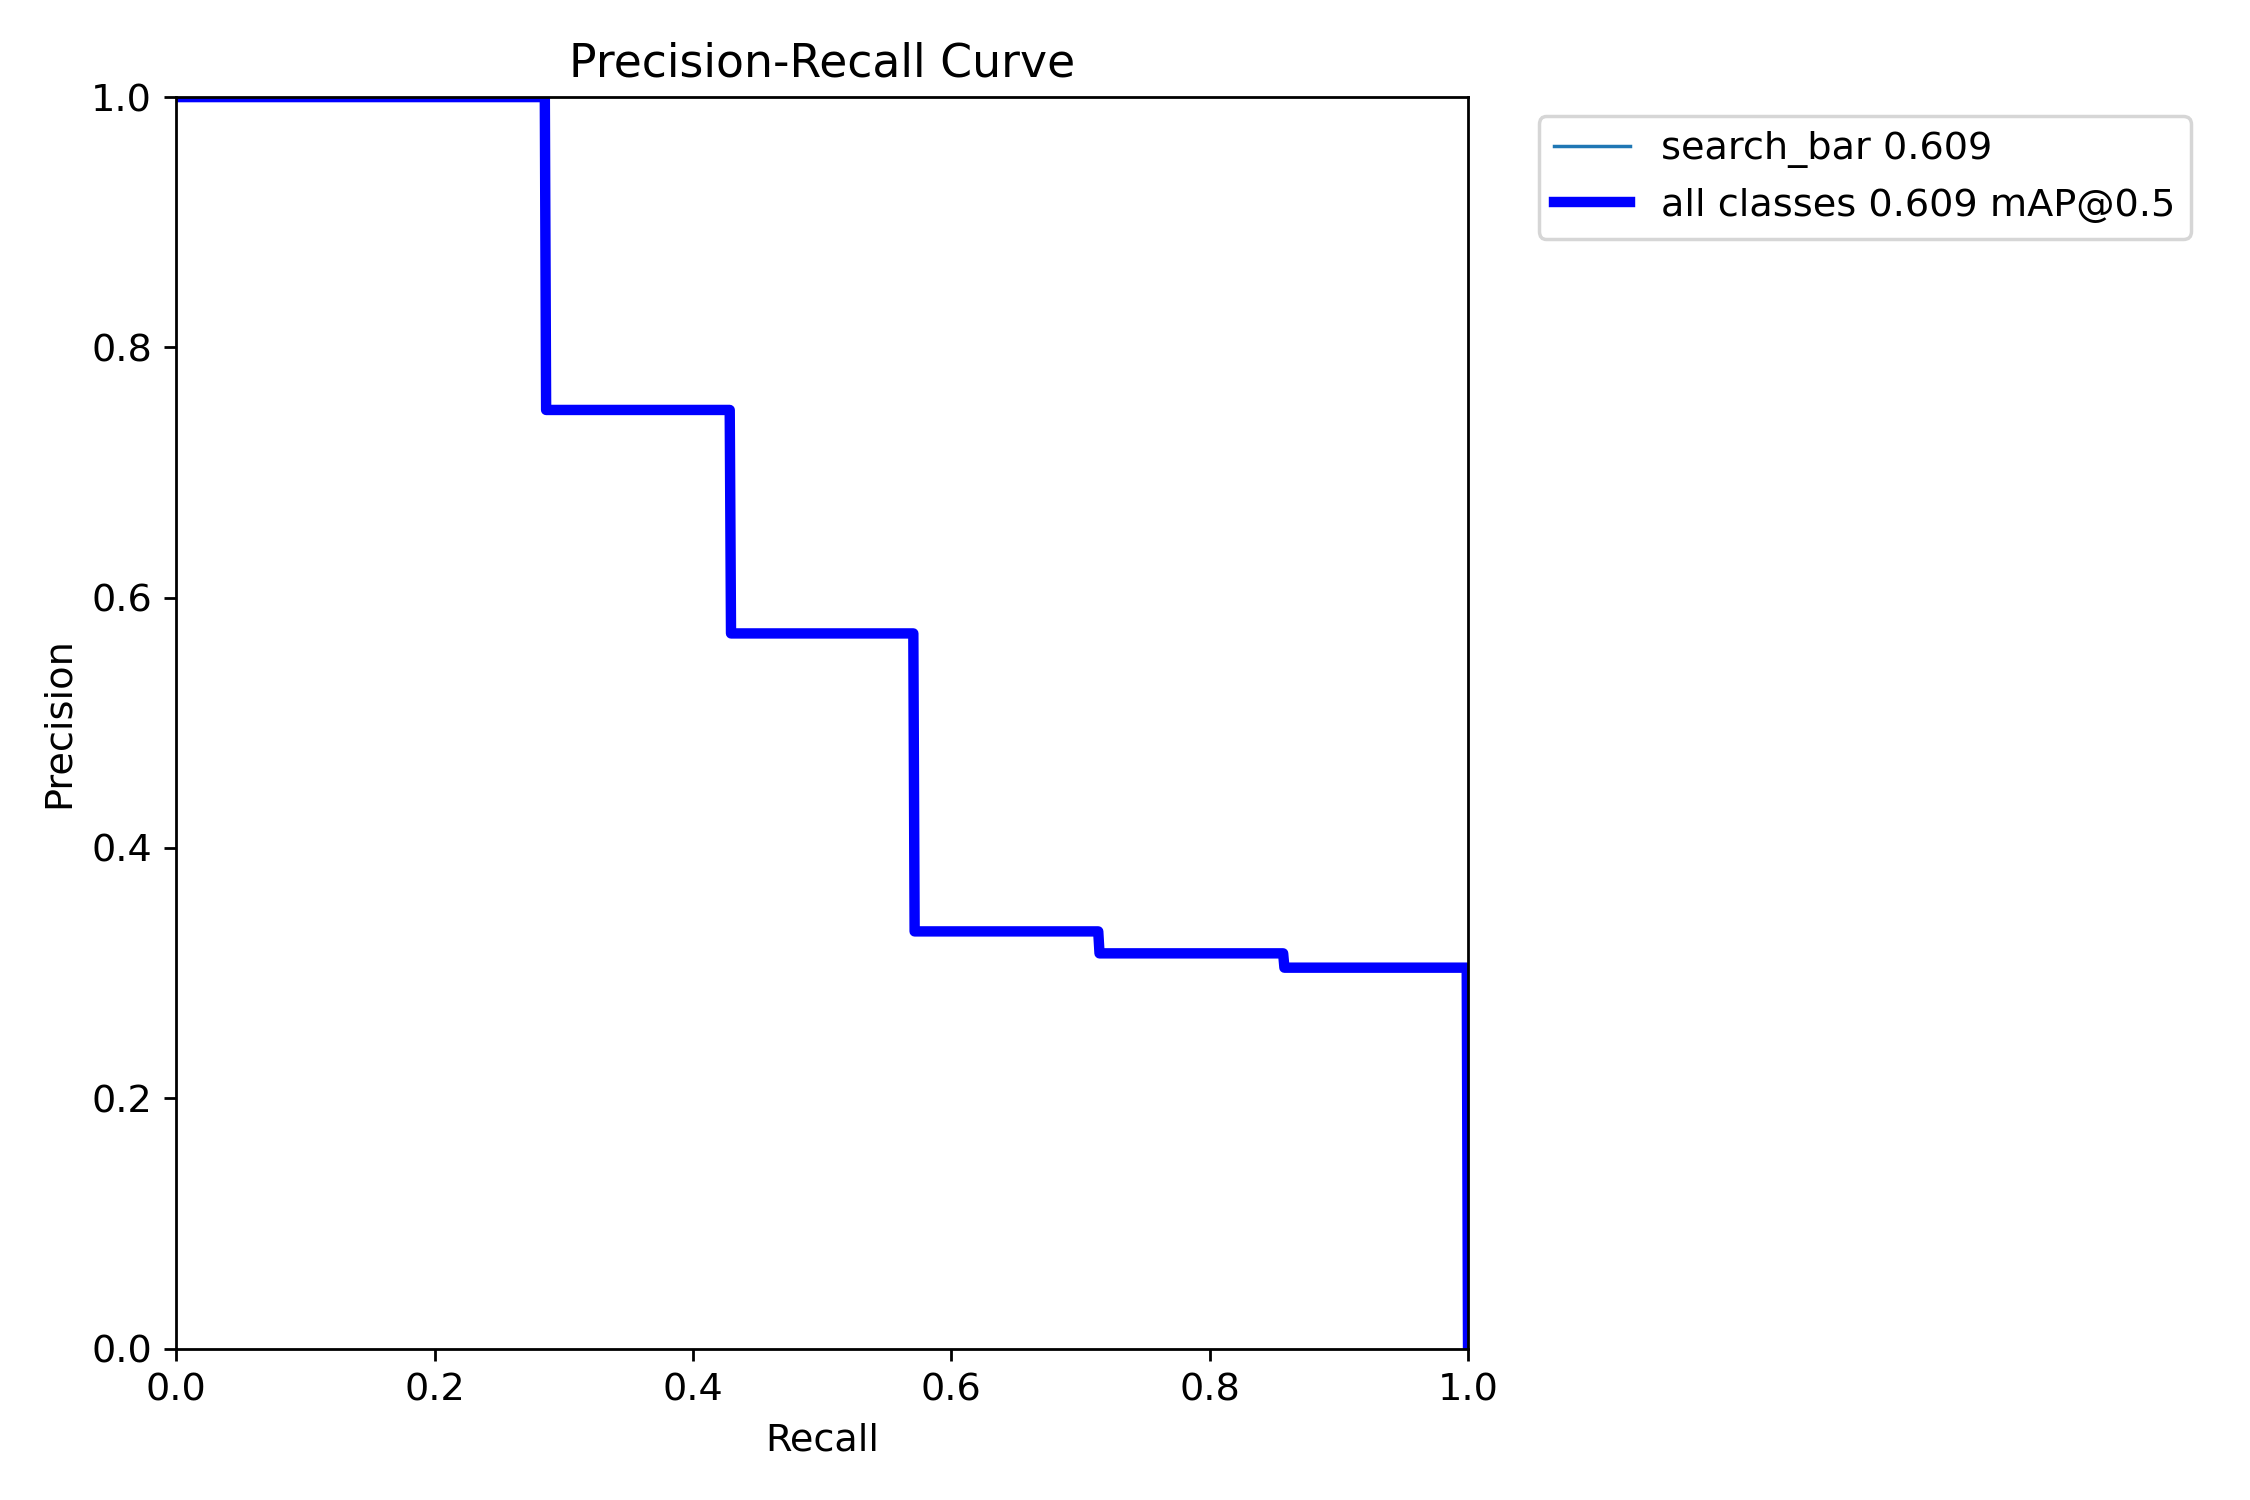 Precision-Recall Curve
1.0
0.8
0.6
0.4
0.2
0.0
Precision
0.0 0.2 0.4 0.6 0.8 1.0
Recall
search_bar 0.609
all classes 0.609 mAP@0.5